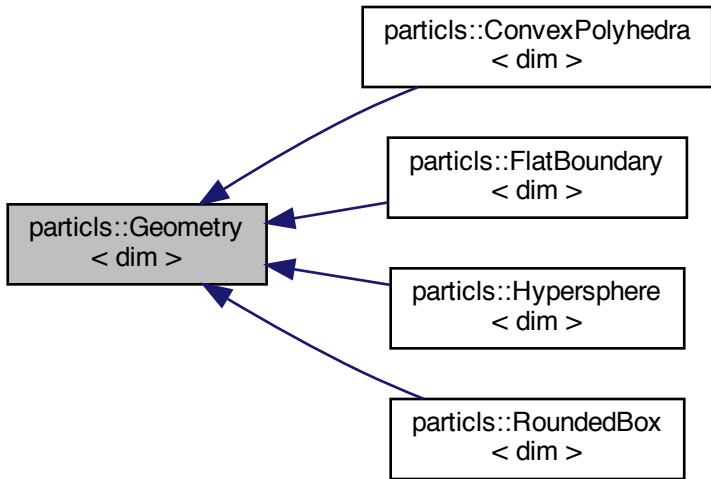 particls::ConvexPolyhedra
< dim >
particls::FlatBoundary
< dim >
particls::Geometry
< dim >
particls::Hypersphere
< dim >
particls::RoundedBox
< dim >